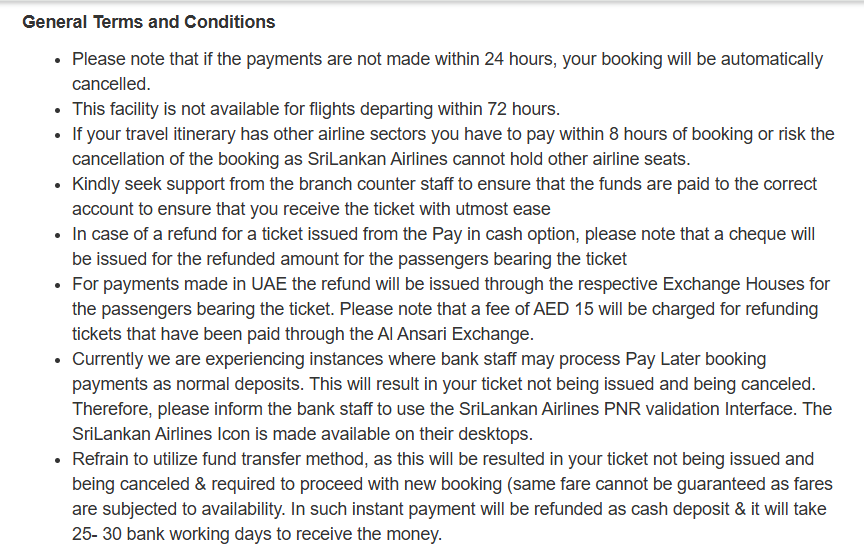 General Terms and Conditions
• Please note that if the payments are not made within 24 hours, your booking will be automatically
cancelled.
• This facility is not available for flights departing within 72 hours.
• If your travel itinerary has other airline sectors you have to pay within 8 hours of booking or risk the
cancellation of the booking as SriLankan Airlines cannot hold other airline seats.
• Kindly seek support from the branch counter staff to ensure that the funds are paid to the correct
account to ensure that you receive the ticket with utmost ease
• In case of a refund for a ticket issued from the Pay in cash option, please note that a cheque will
be issued for the refunded amount for the passengers bearing the ticket
• For payments made in UAE the refund will be issued through the respective Exchange Houses for
the passengers bearing the ticket. Please note that a fee of AED 15 will be charged for refunding
tickets that have been paid through the Al Ansari Exchange.
• Currently we are experiencing instances where bank staff may process Pay Later booking
payments as normal deposits. This will result in your ticket not being issued and being canceled.
Therefore, please inform the bank staff to use the SriLankan Airlines PNR validation Interface. The
SriLankan Airlines Icon is made available on their desktops.
• Refrain to utilize fund transfer method, as this will be resulted in your ticket not being issued and
being canceled & required to proceed with new booking (same fare cannot be guaranteed as fares
are subjected to availability. In such instant payment will be refunded as cash deposit & it will take
25- 30 bank working days to receive the money.